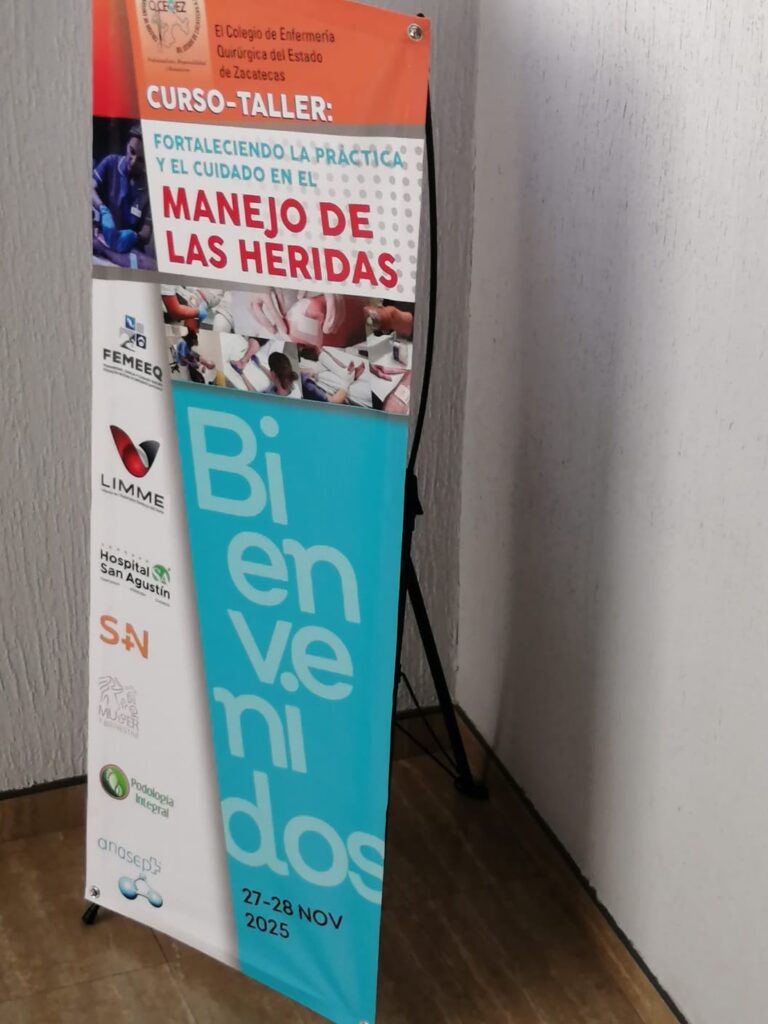 El Colegio de Enfermería
Quirúrgica del Estado
de Zacatecas
CURSO-TALLER:
FORTALECIENDO LA PRÁCTICA
Y EL CUIDADO EN EL
MANEJO DE
LAS HERIDAS
FEMEEQ
LIMME
Hospital
San Agustín
S+N
MUJER
Podología
Integral
anasept
Bi
en
ve
ni
dos
27-28 NOV
2025